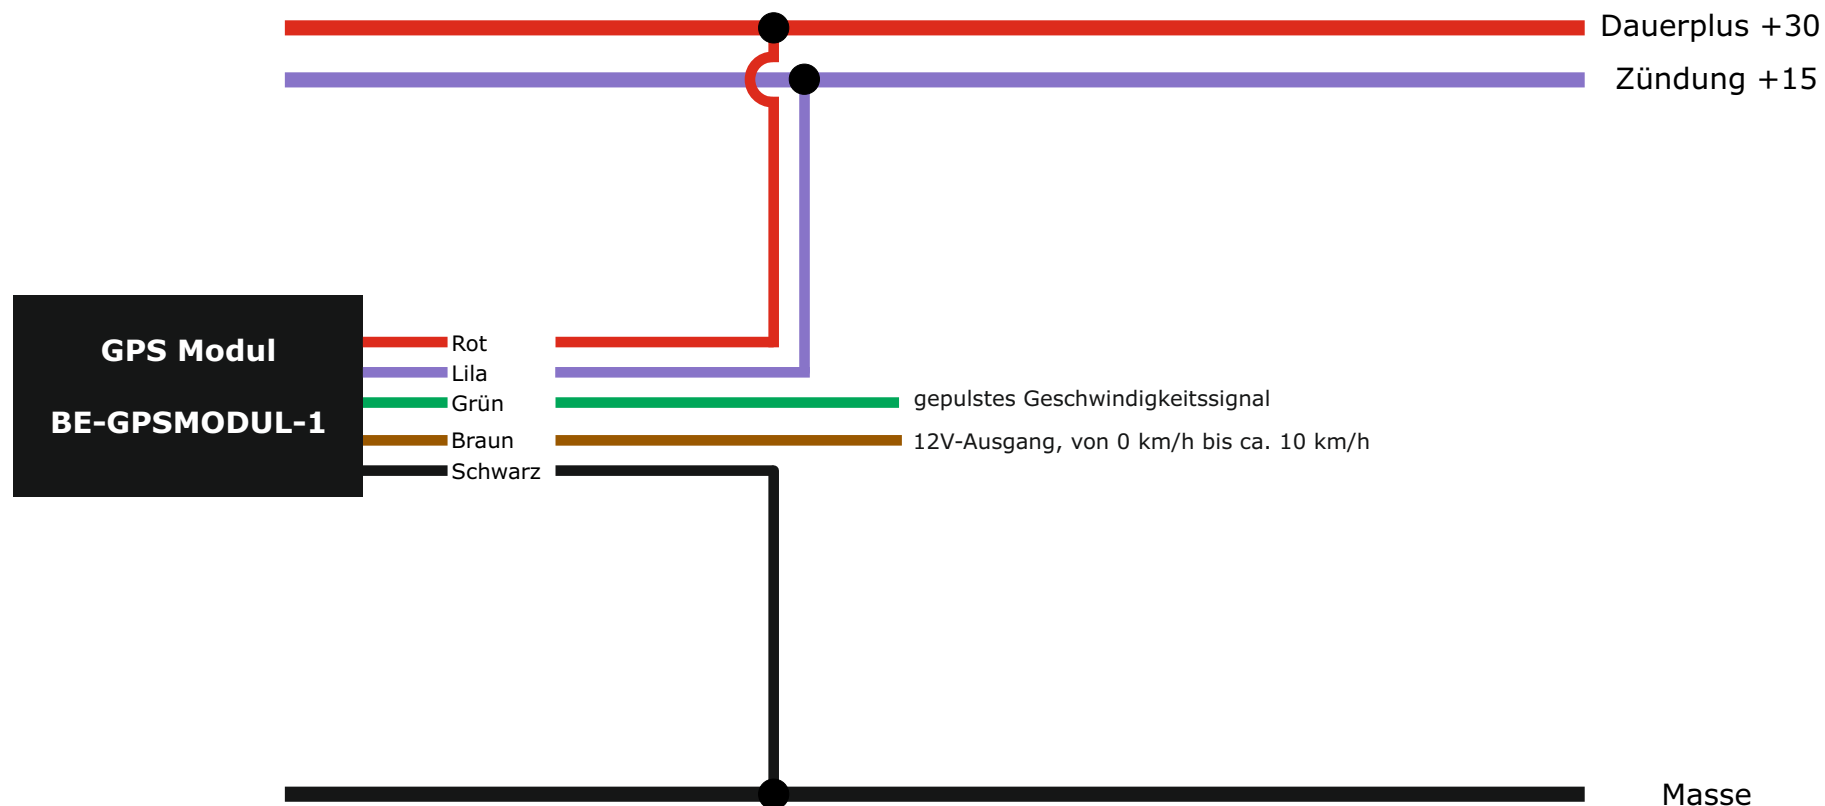 Dauerplus +30
Zündung +15
GPS Modul
BE-GPSMODUL-1
Rot
Lila
Grün
Braun
Schwarz
gepulstes Geschwindigkeitssignal
12V-Ausgang, von 0 km/h bis ca. 10 km/h
Masse